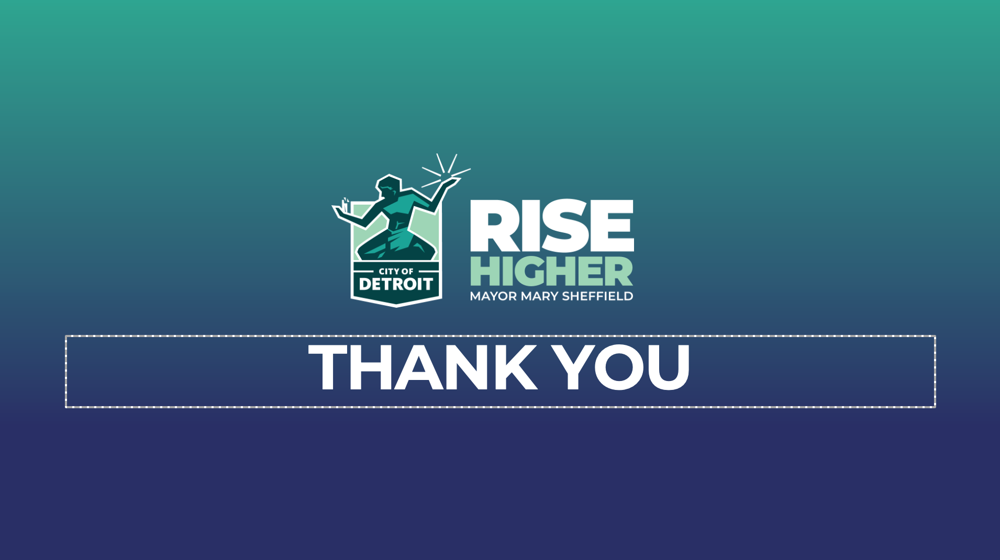 RISE
HIGHER
MAYOR MARY SHEFFIELD
CITY OF
DETROIT
THANK YOU